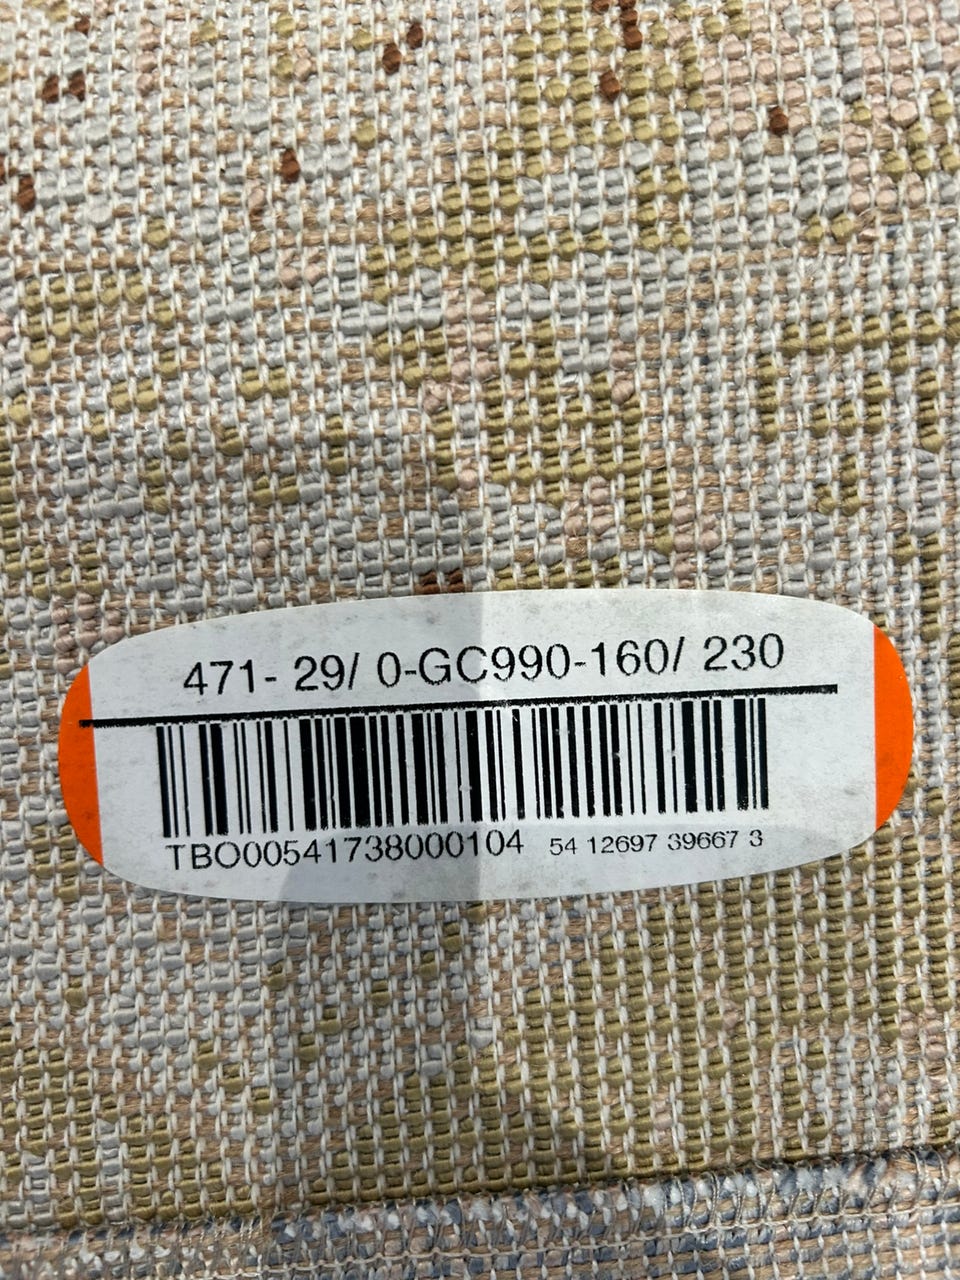 471- 29/ 0-GC990-160/ 230
TBO00541738000104 54 12697 39667 3